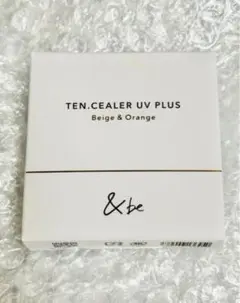 TEN.CEALER UV PLUS
Beige & Orange
&be